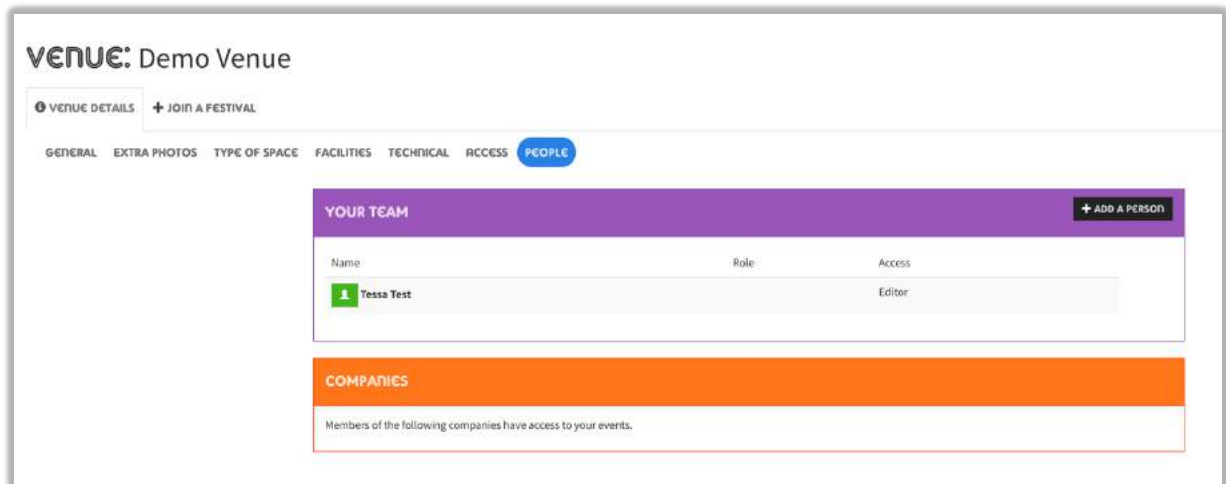 VENUE: Demo Venue
VENUE DETAILS + JOIN A FESTIVAL
GENERAL EXTRA PHOTOS TYPE OF SPACE FACILITIES TECHNICAL ACCESS PEOPLE
YOUR TEAM + ADD A PERSON
Name Role Access
Tessa Test Editor
COMPANIES
Members of the following companies have access to your events.